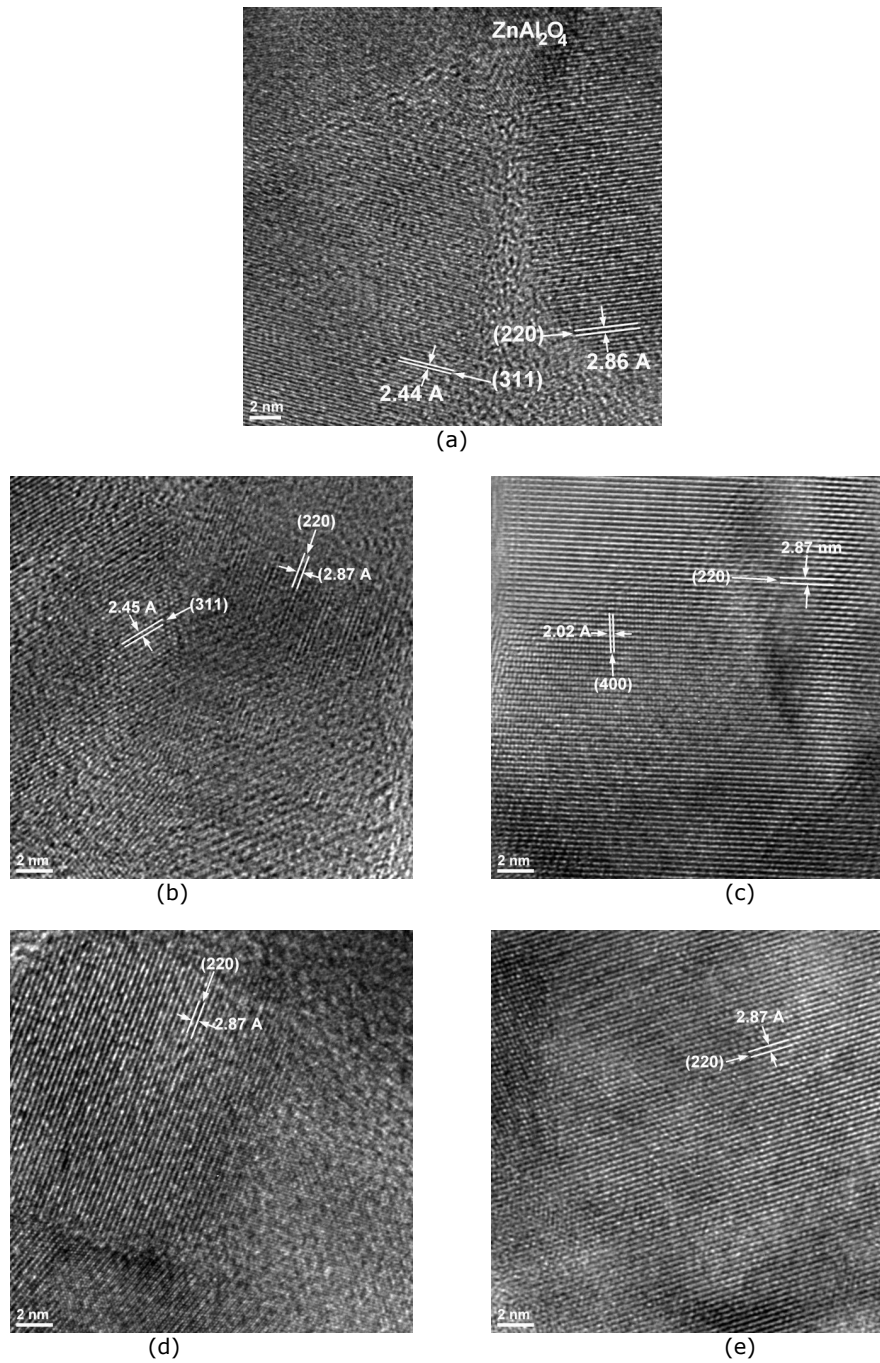 ZnAl2O4
(220)
2.86 A
(311)
2.44 A
2 nm
(a)
(220)
(2.87 A
(311)
2.45 A
2 nm
(b)
2.87 nm
(220)
2.02 A
(400)
2 nm
(c)
(220)
2.87 A
2 nm
(d)
2.87 A
(220)
2 nm
(e)